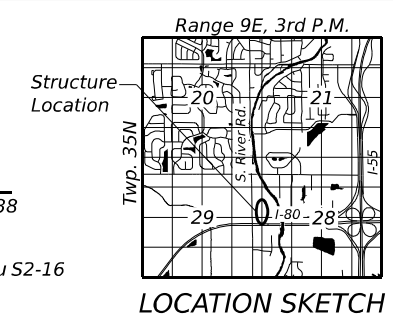 Range 9E, 3rd P.M.
Structure
Location
Twp. 35N
20
21
S. River Rd.
I-55
29
I-80
28
38
u S2-16
LOCATION SKETCH